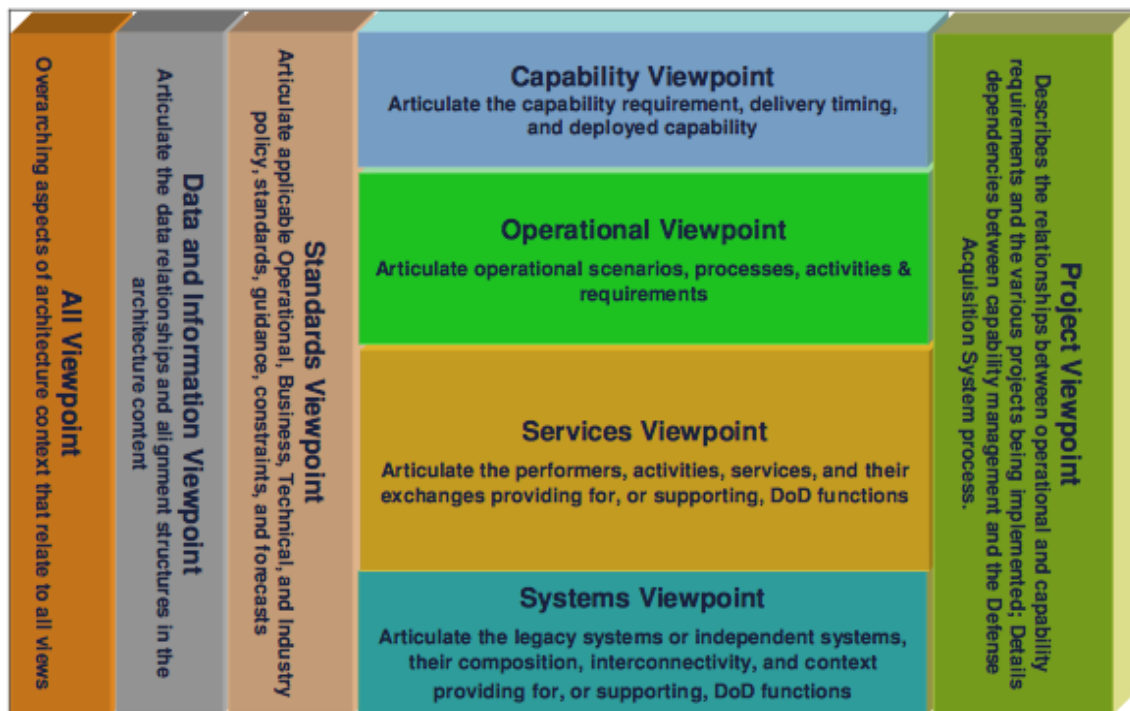 All Viewpoint
Overarching aspects of architecture context that relate to all views
Data and Information Viewpoint
Articulate the data relationships and alignment structures in the
architecture content
Standards Viewpoint
Articulate applicable Operational, Business, Technical, and Industry
policy, standards, guidance, constraints, and forecasts
Capability Viewpoint
Articulate the capability requirement, delivery timing,
and deployed capability
Operational Viewpoint
Articulate operational scenarios, processes, activities &
requirements
Services Viewpoint
Articulate the performers, activities, services, and their
exchanges providing for, or supporting, DoD functions
Systems Viewpoint
Articulate the legacy systems or independent systems,
their composition, interconnectivity, and context
providing for, or supporting, DoD functions
Project Viewpoint
Describes the relationships between operational and capability
requirements and the various projects being implemented; Details
dependencies between capability management and the Defense
Acquisition System process.